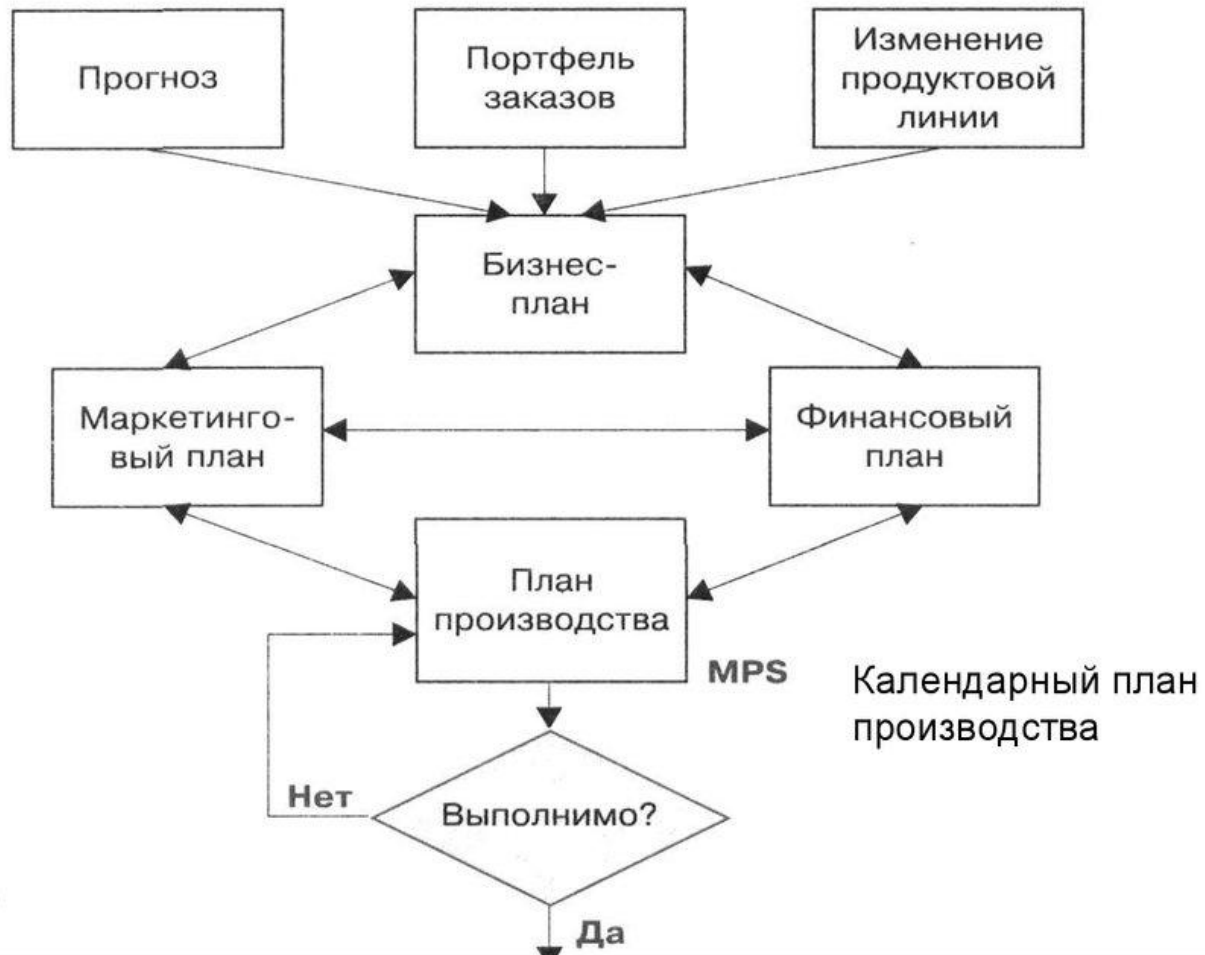 Прогноз
Портфель
заказов
Изменение
продуктовой
линии
Бизнес-
план
Маркетинго-
вый план
Финансовый
план
План
производства
MPS
Календарный план
производства
Выполнимо?
Нет
Да